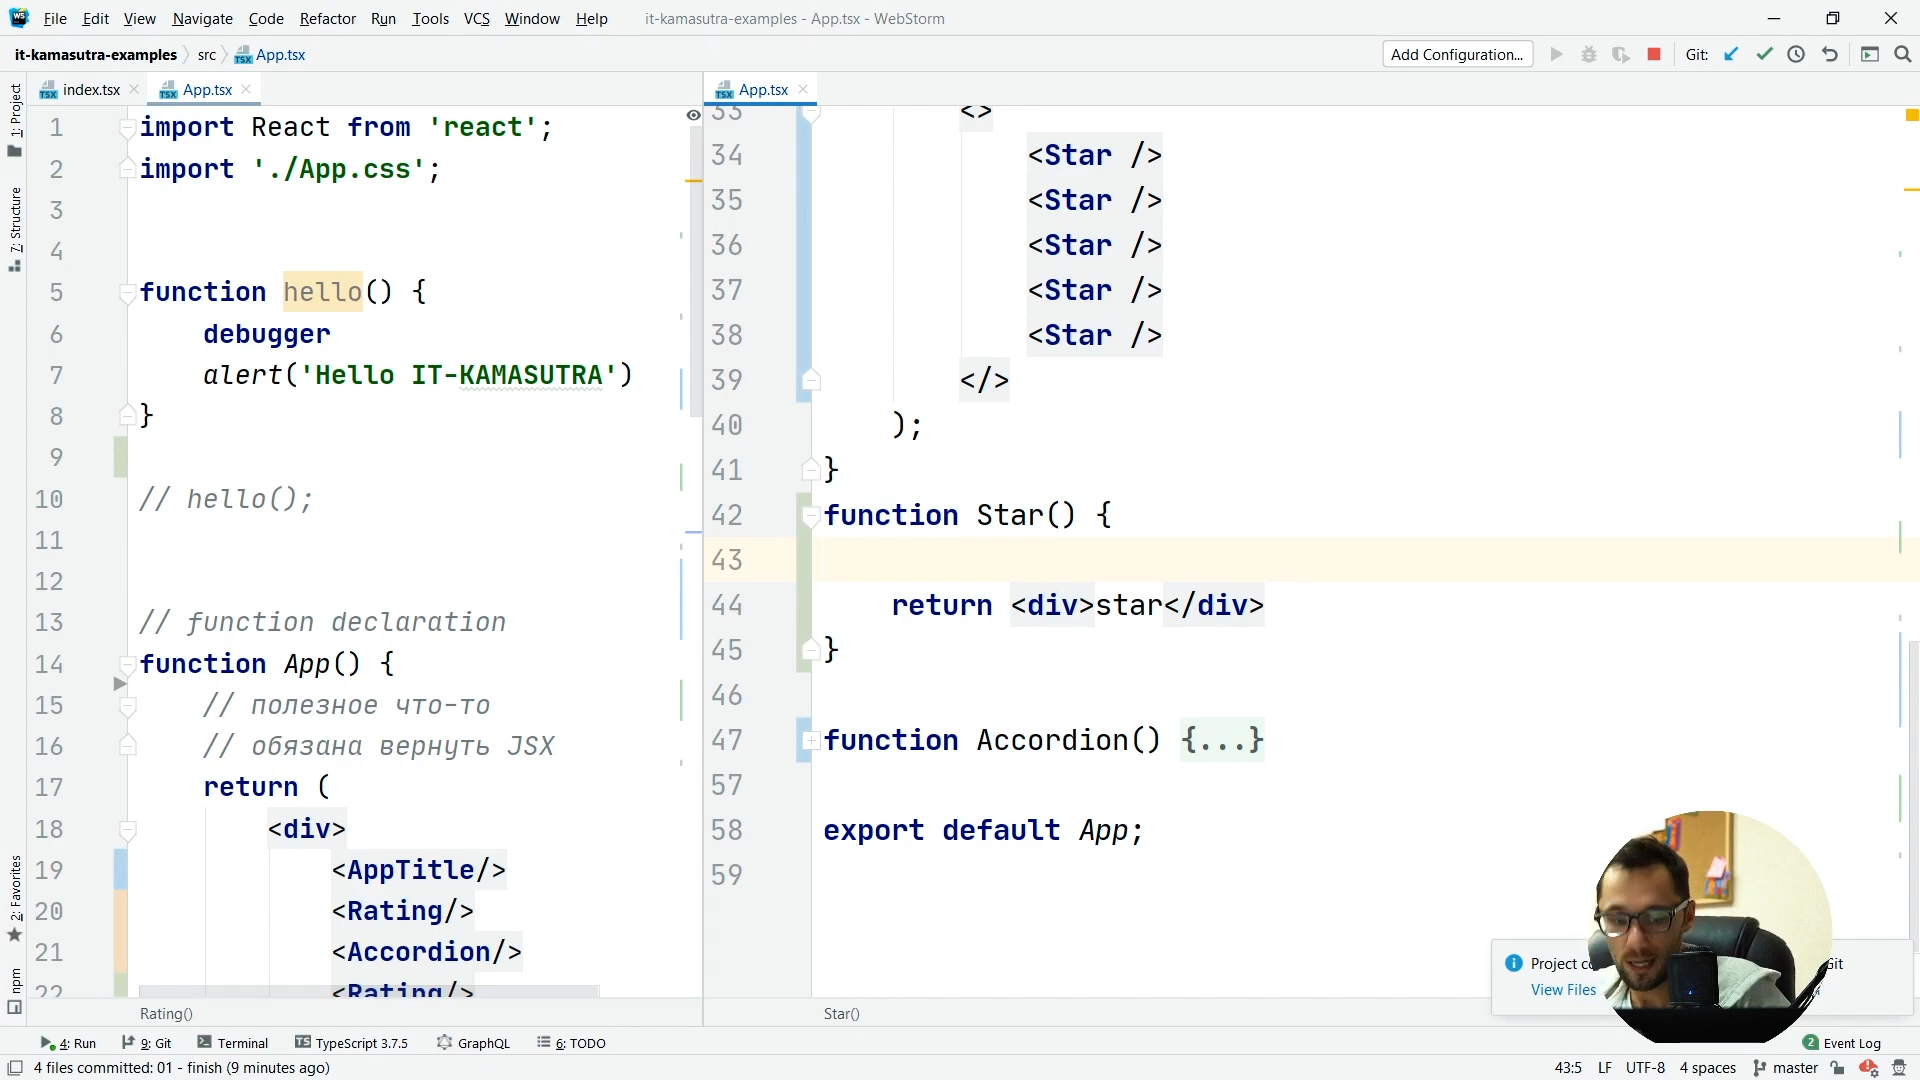 File Edit View Navigate Code Refactor Run Tools VCS Window Help it-kamasutra-examples - App.tsx - WebStorm
it-kamasutra-examples src App.tsx Add Configuration... Git:
1: Project
7: Structure
2: Favorites
npm
index.tsx App.tsx
1 import React from 'react';
2 import './App.css';
3
4
5 function hello() {
6 debugger
7 alert('Hello IT-KAMASUTRA')
8 }
9
10 // hello();
11
12
13 // function declaration
14 function App() {
15 // полезное что-то
16 // обязана вернуть JSX
17 return (
18 <div>
19 <AppTitle/>
20 <Rating/>
21 <Accordion/>
22 <Rating/>
Rating()
App.tsx
33 <>
34 <Star />
35 <Star />
36 <Star />
37 <Star />
38 <Star />
39 </>
40 );
41 }
42 function Star() {
43
44 return <div>star</div>
45 }
46
47 function Accordion() {...}
57
58 export default App;
59
Project Git
View Files
Star()
4: Run 9: Git Terminal TypeScript 3.7.5 GraphQL 6: TODO 2 Event Log
4 files committed: 01 - finish (9 minutes ago) 43:5 LF UTF-8 4 spaces master